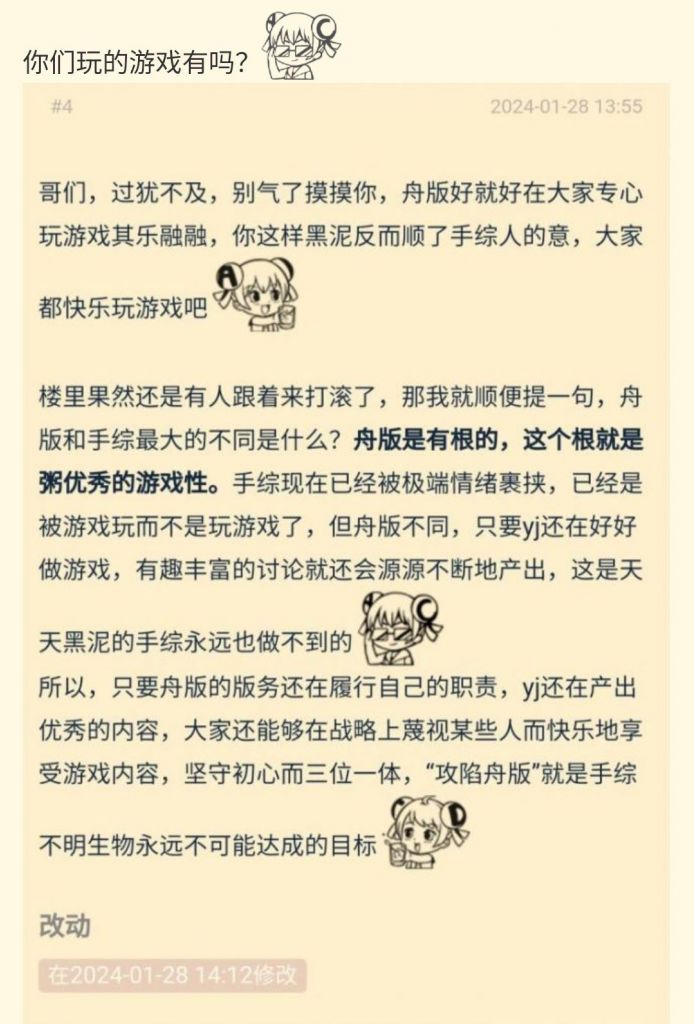 你们玩的游戏有吗？
#4 2024-01-28 13:55
哥们，过犹不及，别气了摸摸你，舟版好就好在大家专心
玩游戏其乐融融，你这样黑泥反而顺了手综人的意，大家
都快乐玩游戏吧
楼里果然还是有人跟着来打滚了，那我就顺便提一句，舟
版和手综最大的不同是什么？舟版是有根的，这个根就是
粥优秀的游戏性。手综现在已经被极端情绪裹挟，已经是
被游戏玩而不是玩游戏了，但舟版不同，只要yj还在好好
做游戏，有趣丰富的讨论就还会源源不断地产出，这是天
天黑泥的手综永远也做不到的
所以，只要舟版的版务还在履行自己的职责，yj还在产出
优秀的内容，大家还能够在战略上蔑视某些人而快乐地享
受游戏内容，坚守初心而三位一体，“攻陷舟版”就是手综
不明生物永远不可能达成的目标
改动
在2024-01-28 14:12修改